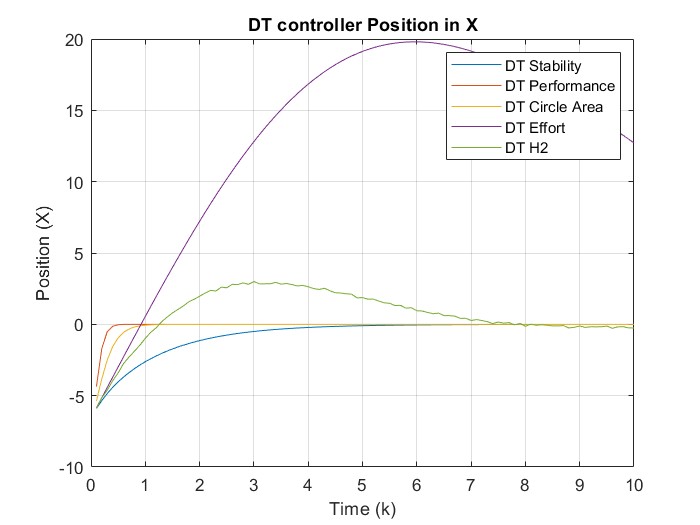 DT controller Position in X
20
15
10
5
0
-5
-10
Position (X)
DT Stability
DT Performance
DT Circle Area
DT Effort
DT H2
0 1 2 3 4 5 6 7 8 9 10
Time (k)